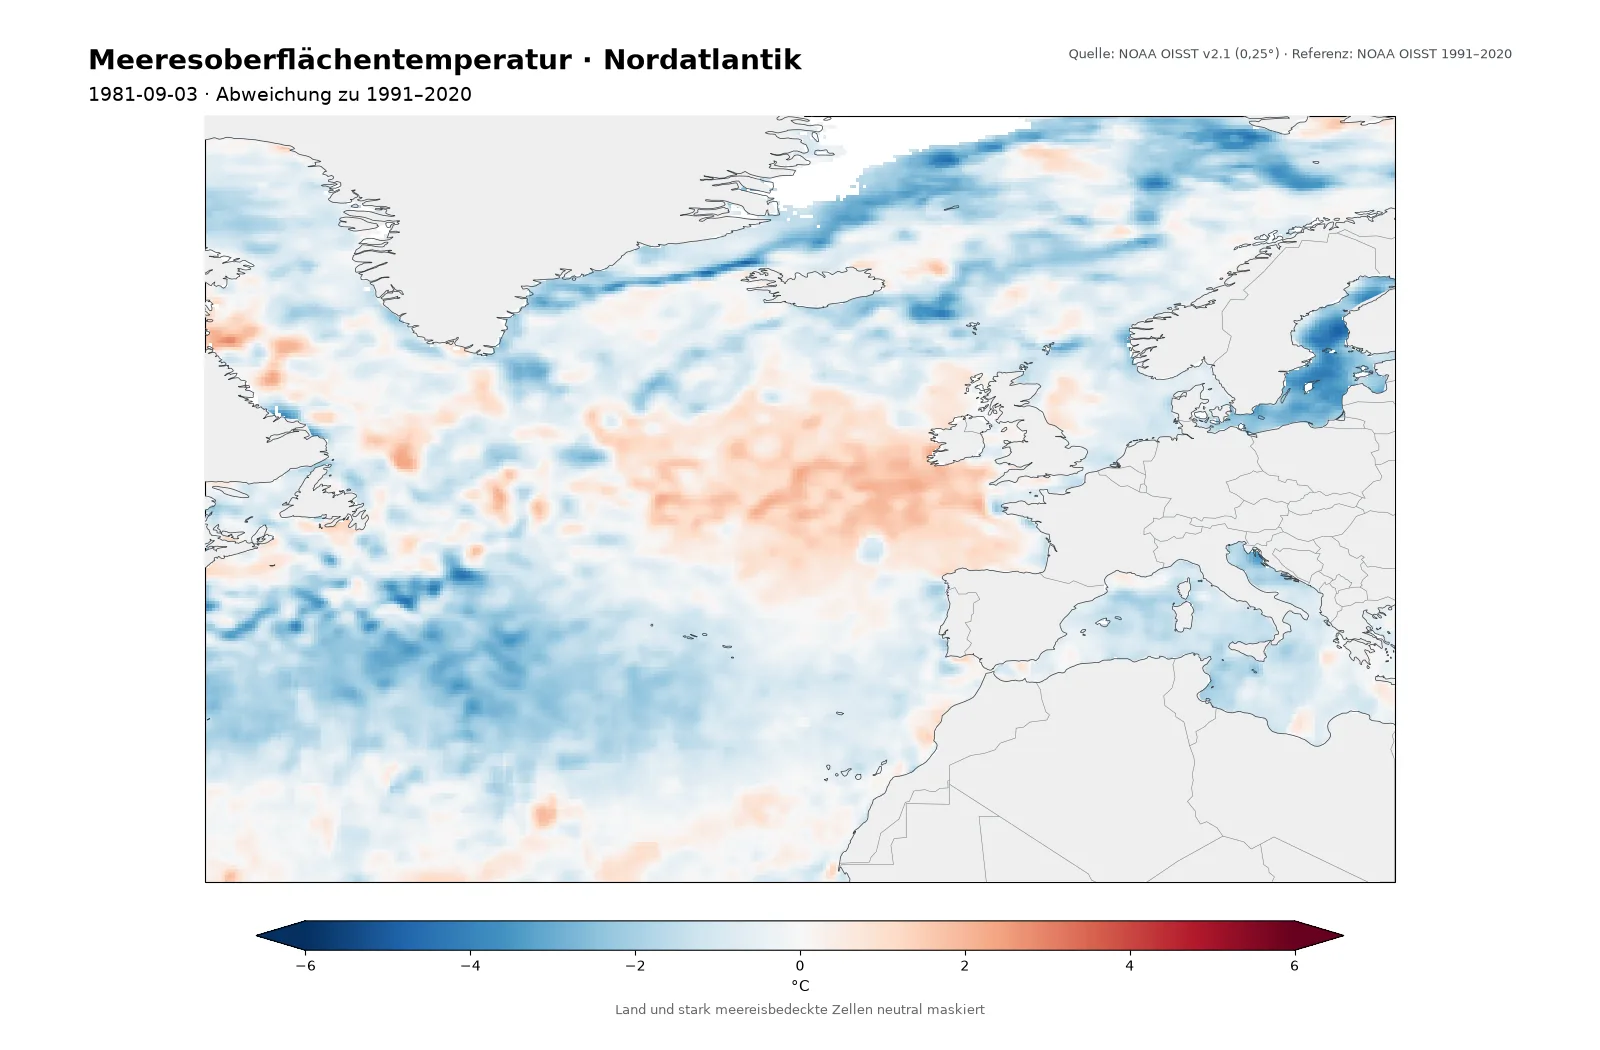 Meeresoberflächentemperatur · Nordatlantik
Quelle: NOAA OISST v2.1 (0,25°) · Referenz: NOAA OISST 1991–2020
1981-09-03 · Abweichung zu 1991–2020
−6 −4 −2 0 2 4 6
°C
Land und stark meereisbedeckte Zellen neutral maskiert